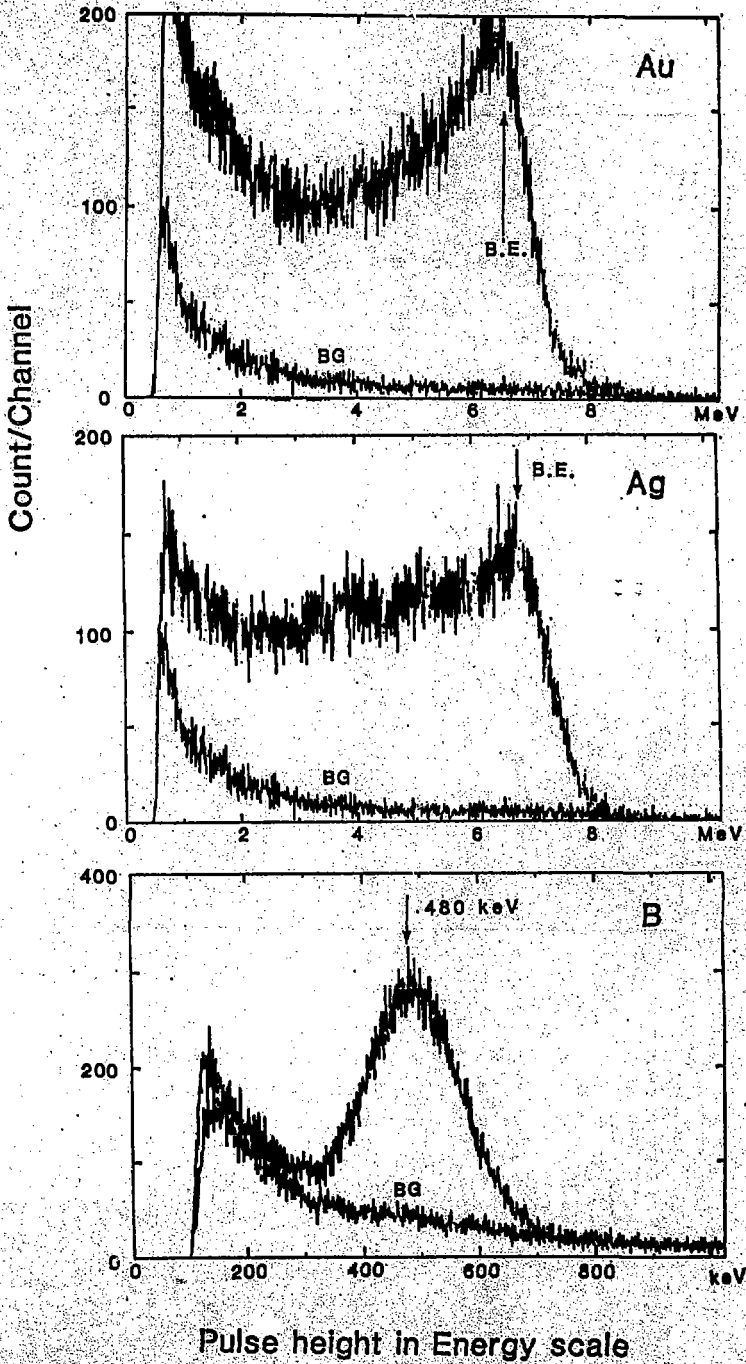 Count/Channel
200
Au
100
B.E.
BG
0
0 2 4 6 8 MeV
200
B.E.
Ag
100
BG
0
0 2 4 6 8 MeV
400
.480 keV
B
200
BG
0
0 200 400 600 800 keV
Pulse height in Energy scale